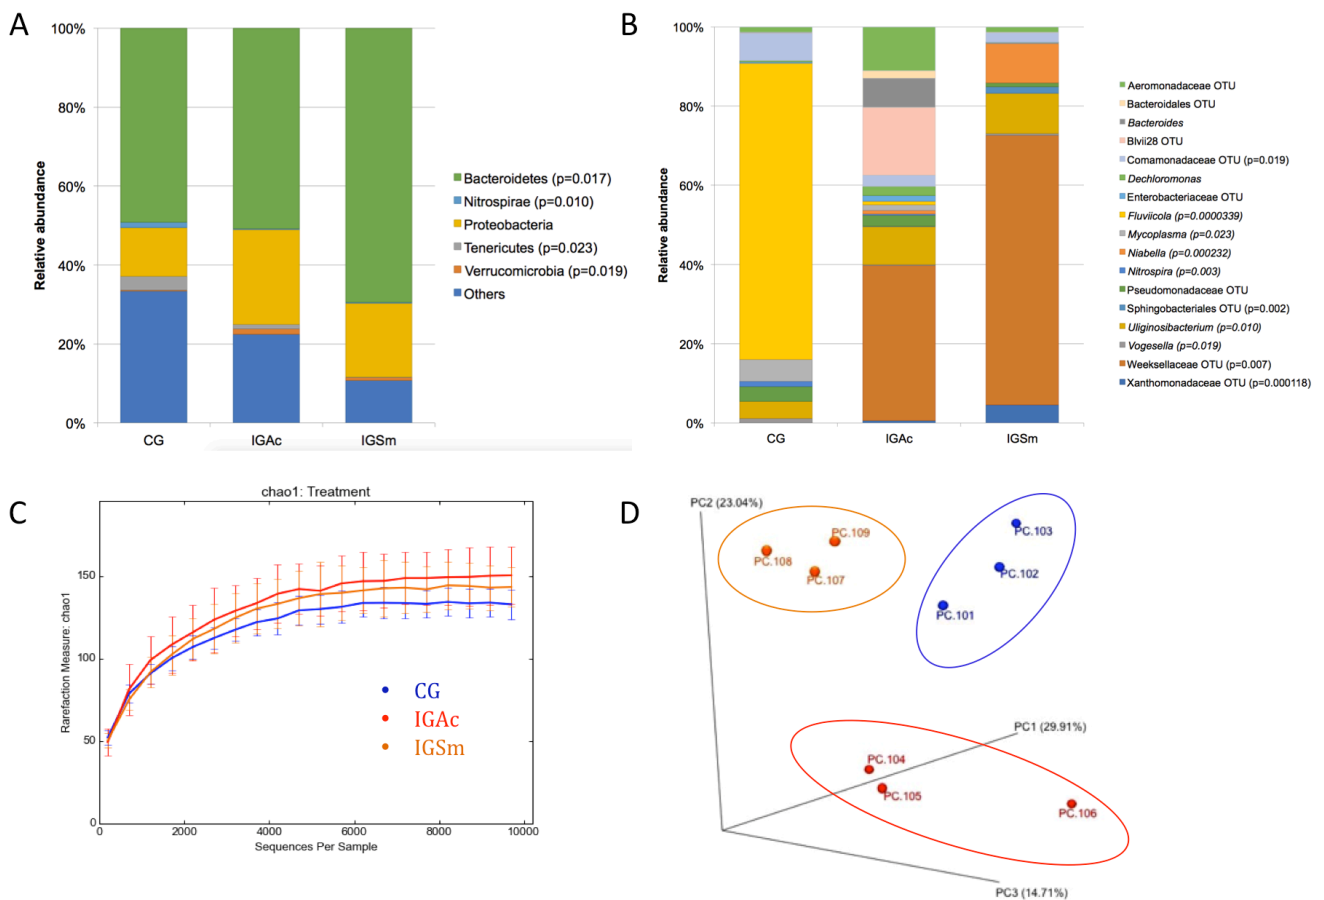 A
100%
80%
60%
40%
20%
0%
Relative abundance
CG
IGAc
IGSm
Bacteroidetes (p=0.017)
Nitrospirae (p=0.010)
Proteobacteria
Tenericutes (p=0.023)
Verrucomicrobia (p=0.019)
Others
B
100%
80%
60%
40%
20%
0%
Relative abundance
CG
IGAc
IGSm
Aeromonadaceae OTU
Bacteroidales OTU
Bacteroides
Blvii28 OTU
Comamonadaceae OTU (p=0.019)
Dechloromonas
Enterobacteriaceae OTU
Fluviicola (p=0.0000339)
Mycoplasma (p=0.023)
Niabella (p=0.000232)
Nitrospira (p=0.003)
Pseudomonadaceae OTU
Sphingobacteriales OTU (p=0.002)
Uliginosibacterium (p=0.010)
Vogesella (p=0.019)
Weeksellaceae OTU (p=0.007)
Xanthomonadaceae OTU (p=0.000118)
C
chao1: Treatment
150
100
50
0
Rarefaction Measure: chao1
0
2000
4000
6000
8000
10000
Sequences Per Sample
CG
IGAc
IGSm
D
PC2 (23.04%)
PC.109
PC.108
PC.107
PC.103
PC.102
PC.101
PC1 (29.91%)
PC.104
PC.105
PC.106
PC3 (14.71%)